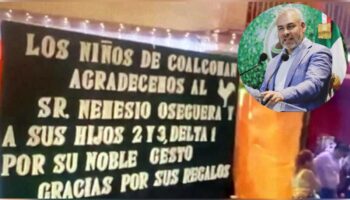 LOS NIÑOS DE COALCOMAN
AGRADECEMOS AL
SR. NEMESIO OSEGUERA Y
A SUS HIJOS 2 Y 3, DELTA 1
POR SU NOBLE GESTO
GRACIAS POR SUS REGALOS